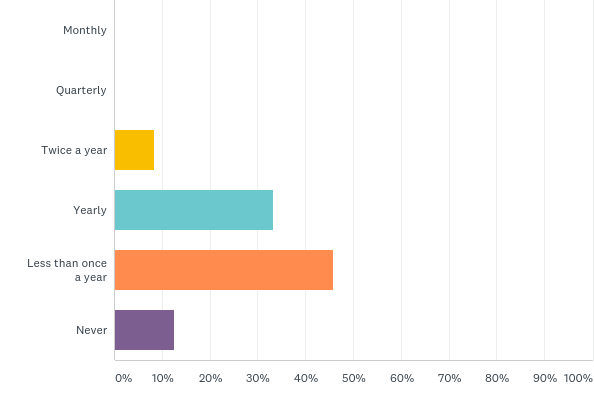 Monthly
Quarterly
Twice a year
Yearly
Less than once
a year
Never
0% 10% 20% 30% 40% 50% 60% 70% 80% 90% 100%